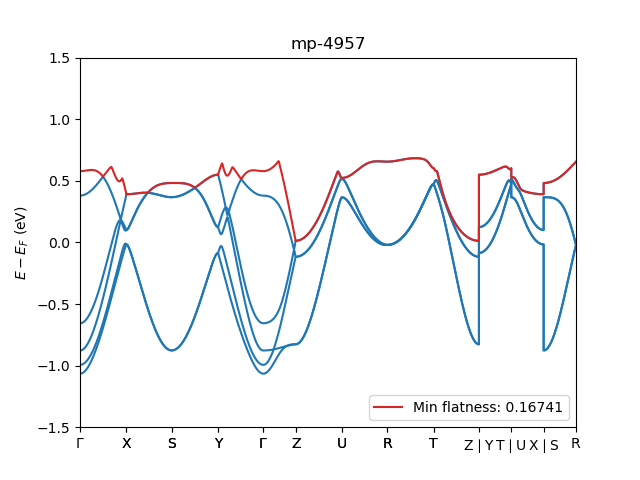 mp-4957
1.5
1.0
0.5
0.0
−0.5
−1.0
−1.5
E − E_F (eV)
Min flatness: 0.16741
Γ X S Y Γ Z U R T Z|Y T|U X|S R